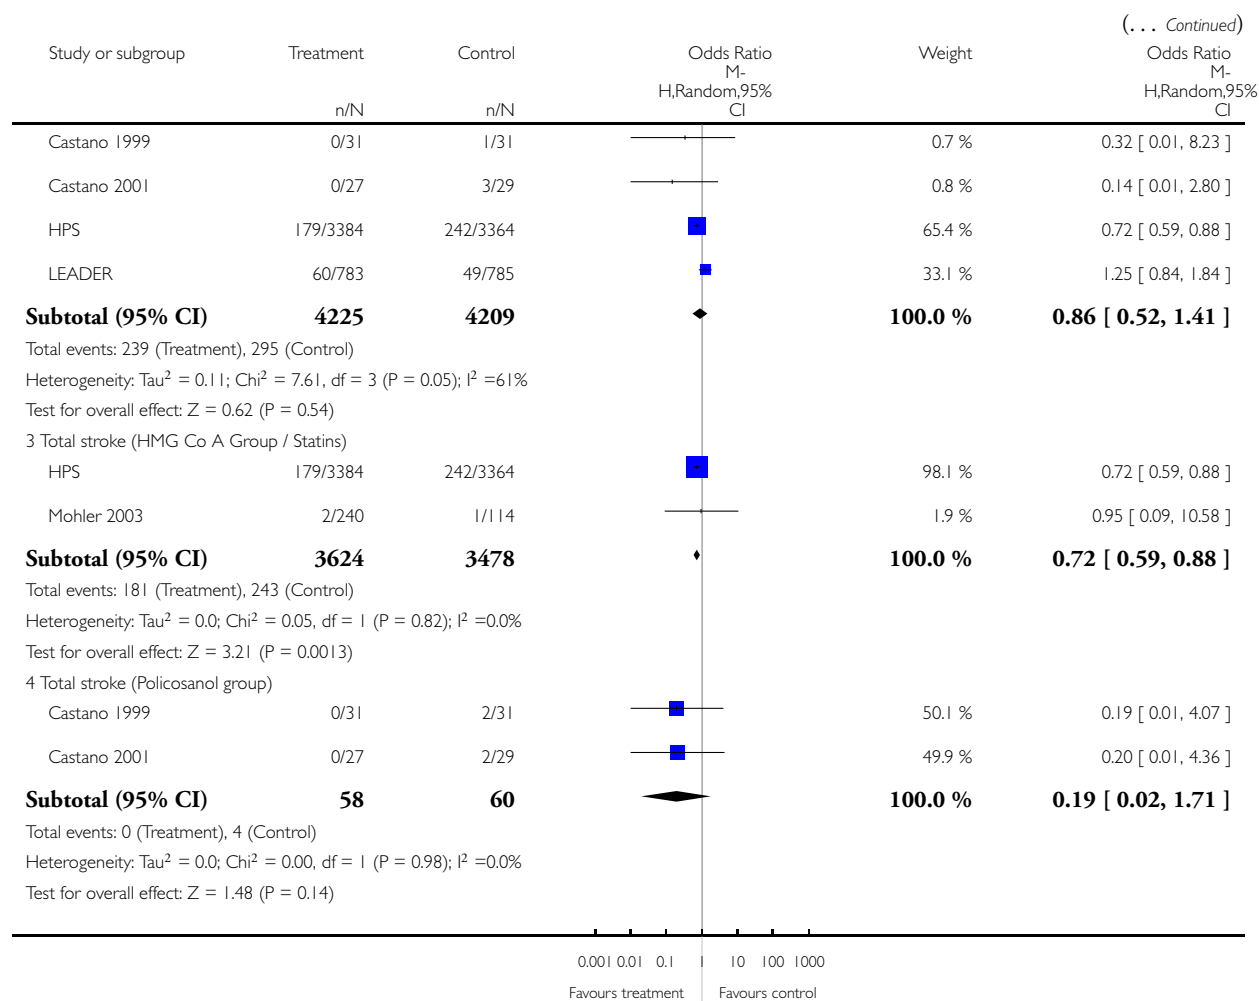 (... Continued)
Study or subgroup Treatment Control Odds Ratio Weight Odds Ratio
M- M-
H,Random,95% H,Random,95%
n/N n/N CI CI
Castano 1999 0/31 1/31 0.7 % 0.32 [ 0.01, 8.23 ]
Castano 2001 0/27 3/29 0.8 % 0.14 [ 0.01, 2.80 ]
HPS 179/3384 242/3364 65.4 % 0.72 [ 0.59, 0.88 ]
LEADER 60/783 49/785 33.1 % 1.25 [ 0.84, 1.84 ]
Subtotal (95% CI) 4225 4209 100.0 % 0.86 [ 0.52, 1.41 ]
Total events: 239 (Treatment), 295 (Control)
Heterogeneity: Tau² = 0.11; Chi² = 7.61, df = 3 (P = 0.05); I² =61%
Test for overall effect: Z = 0.62 (P = 0.54)
3 Total stroke (HMG Co A Group / Statins)
HPS 179/3384 242/3364 98.1 % 0.72 [ 0.59, 0.88 ]
Mohler 2003 2/240 1/114 1.9 % 0.95 [ 0.09, 10.58 ]
Subtotal (95% CI) 3624 3478 100.0 % 0.72 [ 0.59, 0.88 ]
Total events: 181 (Treatment), 243 (Control)
Heterogeneity: Tau² = 0.0; Chi² = 0.05, df = 1 (P = 0.82); I² =0.0%
Test for overall effect: Z = 3.21 (P = 0.0013)
4 Total stroke (Policosanol group)
Castano 1999 0/31 2/31 50.1 % 0.19 [ 0.01, 4.07 ]
Castano 2001 0/27 2/29 49.9 % 0.20 [ 0.01, 4.36 ]
Subtotal (95% CI) 58 60 100.0 % 0.19 [ 0.02, 1.71 ]
Total events: 0 (Treatment), 4 (Control)
Heterogeneity: Tau² = 0.0; Chi² = 0.00, df = 1 (P = 0.98); I² =0.0%
Test for overall effect: Z = 1.48 (P = 0.14)
0.001 0.01 0.1 1 10 100 1000
Favours treatment Favours control